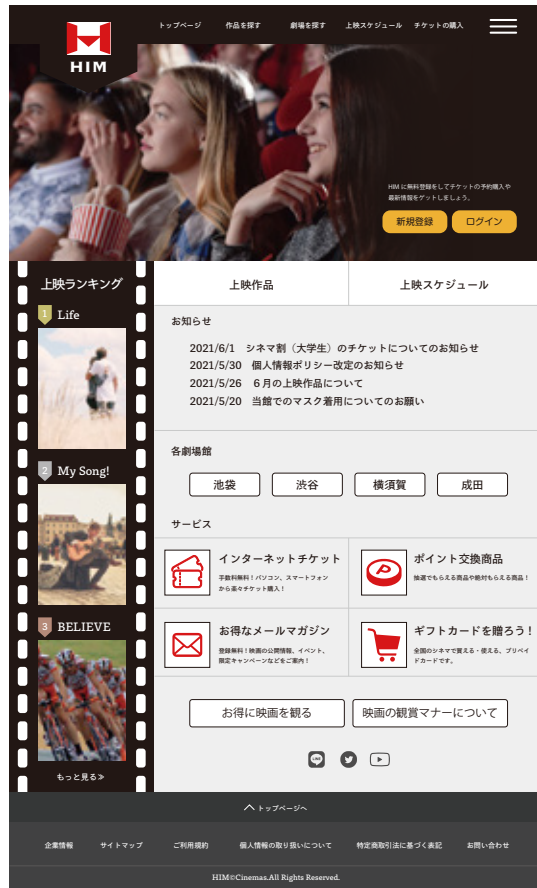 トップページ 作品を探す 劇場を探す 上映スケジュール チケットの購入
HIM
HIM に無料登録をしてチケットの予約購入や
最新情報をゲットしましょう。
新規登録 ログイン
上映ランキング
1 Life
2 My Song!
3 BELIEVE
もっと見る≫
上映作品 上映スケジュール
お知らせ
2021/6/1 シネマ割（大学生）のチケットについてのお知らせ
2021/5/30 個人情報ポリシー改定のお知らせ
2021/5/26 ６月の上映作品について
2021/5/20 当館でのマスク着用についてのお願い
各劇場館
池袋 渋谷 横須賀 成田
サービス
インターネットチケット
手数料無料！パソコン、スマートフォン
から楽々チケット購入！
ポイント交換商品
抽選でもらえる商品や絶対もらえる商品！
お得なメールマガジン
登録無料！映画の公開情報、イベント、
限定キャンペーンなどをご案内！
ギフトカードを贈ろう！
全国のシネマで買える・使える、プリペイ
ドカードです。
お得に映画を観る 映画の観賞マナーについて
LINE
トップページへ
企業情報 サイトマップ ご利用規約 個人情報の取り扱いについて 特定商取引法に基づく表記 お問い合わせ
HIM©Cinemas.All Rights Reserved.